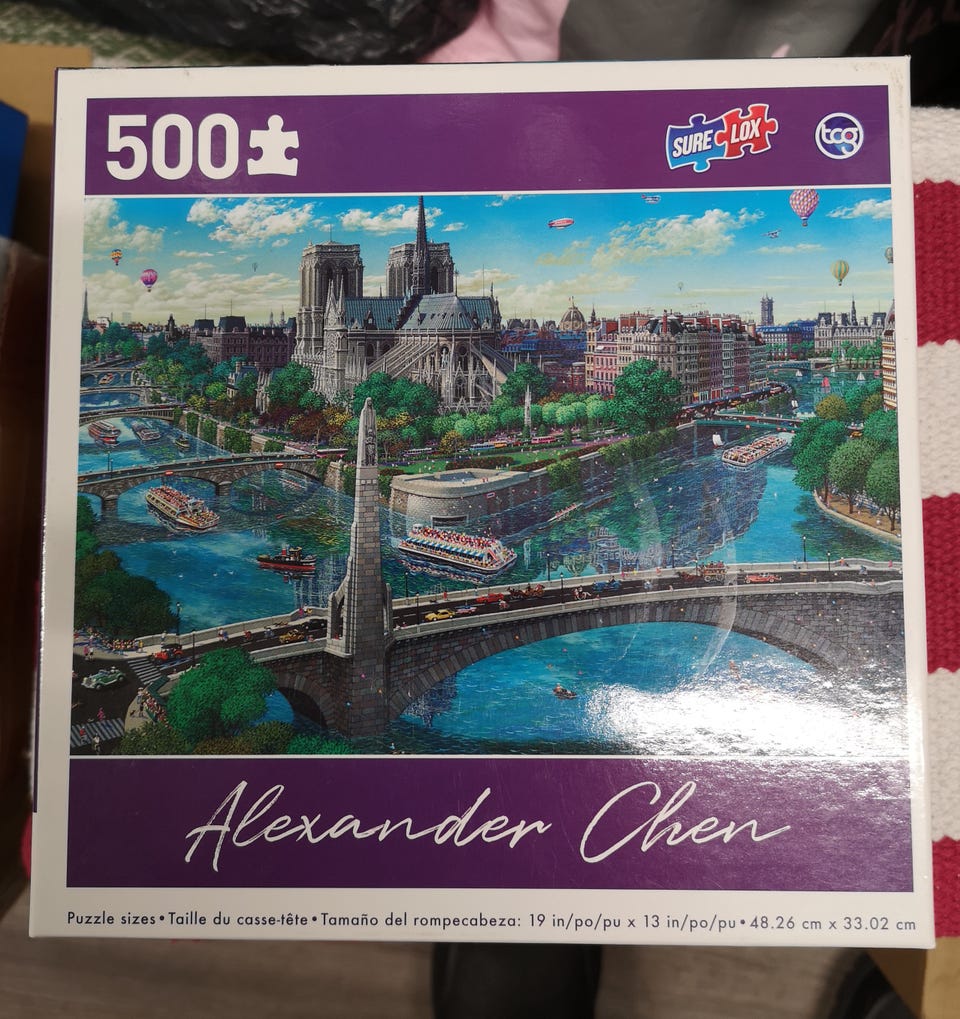 500
SURE LOX
tcg
Alexander Chen
Puzzle sizes • Taille du casse-tête • Tamaño del rompecabeza: 19 in/po/pu x 13 in/po/pu • 48.26 cm x 33.02 cm